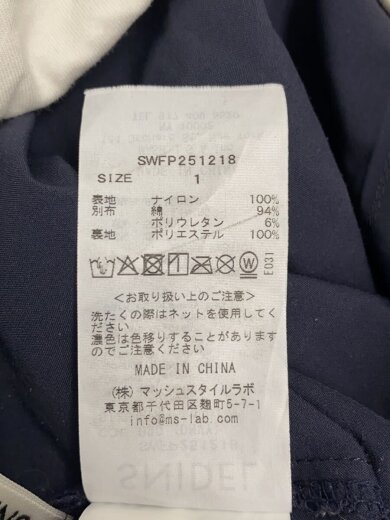 SWFP251218
SIZE 1
表地 ナイロン 100%
別布 綿 94%
ポリウレタン 6%
裏地 ポリエステル 100%
E031
<お取り扱い上のご注意>
洗たくの際はネットを使用してく
ださい
濃色は色移りすることがあります
のでご注意ください
MADE IN CHINA
(株) マッシュスタイルラボ
東京都千代田区麹町5-7-1
info@ms-lab.com